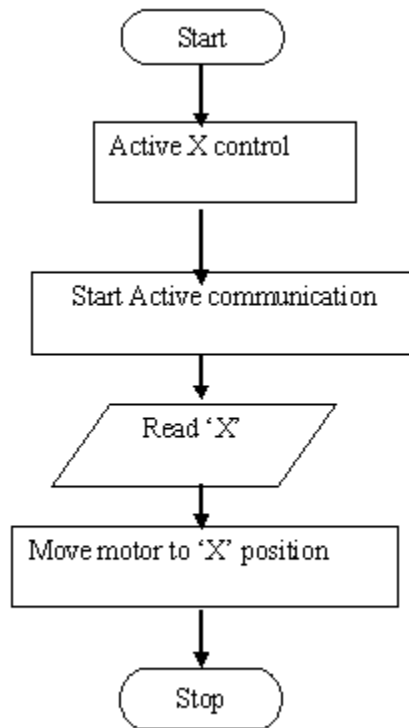 Start
Active X control
Start Active communication
Read ‘X’
Move motor to ‘X’ position
Stop